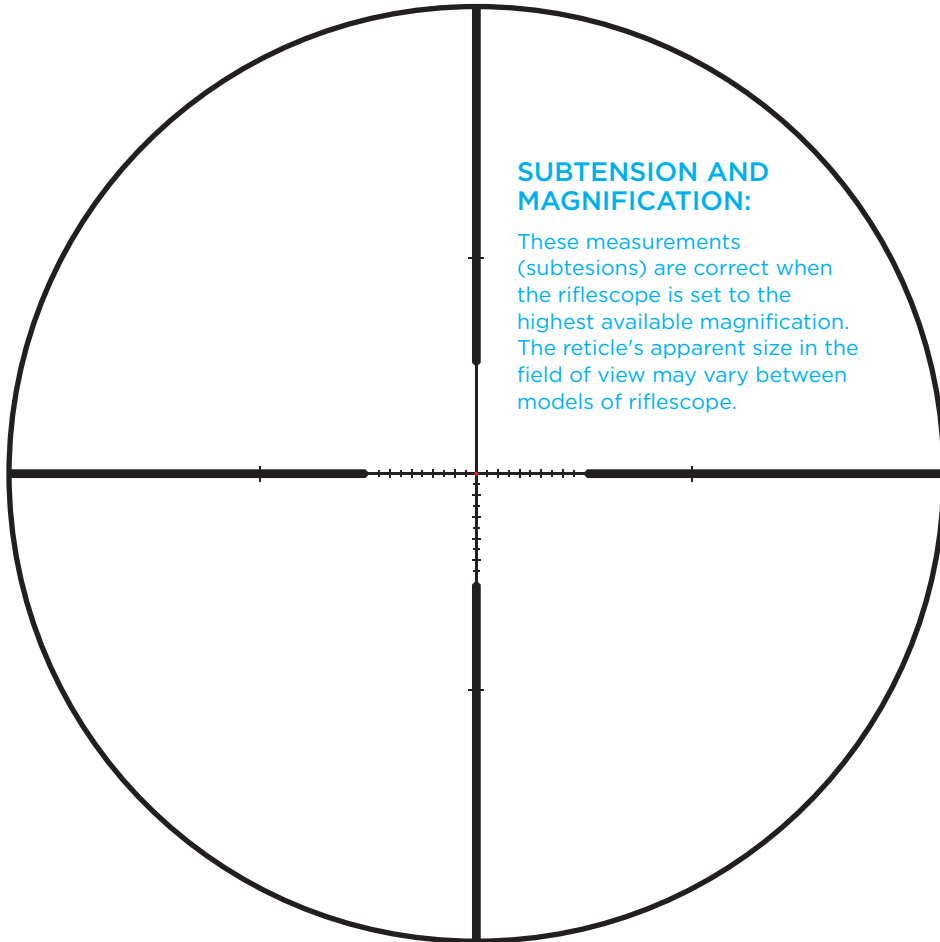 SUBTENSION AND
MAGNIFICATION:
These measurements
(subtesions) are correct when
the riflescope is set to the
highest available magnification.
The reticle's apparent size in the
field of view may vary between
models of riflescope.